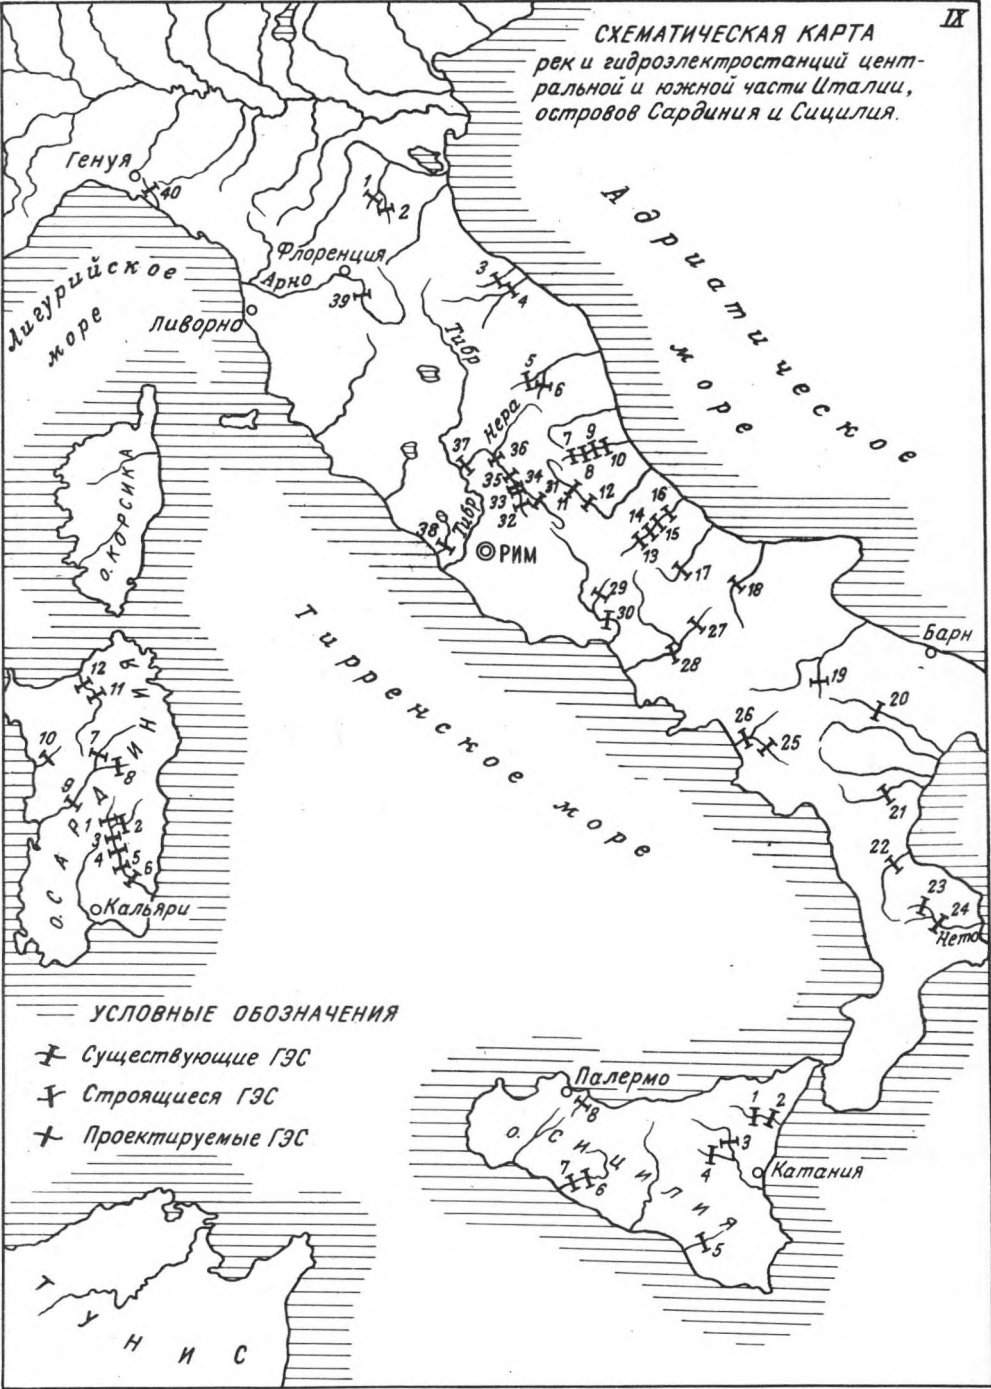 IX
СХЕМАТИЧЕСКАЯ КАРТА
рек и гидроэлектростанций цент-
ральной и южной части Италии,
островов Сардиния и Сицилия.
Генуя
40
1
2
Адриатическое
море
Флоренция
Арно
39
3
4
Лигурийское
море
Ливорно
Тибр
5
6
Нера
37
36
35
34
33
32
31
7
9
8
10
11
12
16
14
15
13
17
18
38
Тибр
РИМ
о. КОРСИКА
29
30
27
28
Бари
19
20
26
25
21
22
23
24
Нето
Тирренское море
12
11
10
7
8
9
1
2
3
4
5
6
О. САРДИНИЯ
Кальяри
УСЛОВНЫЕ ОБОЗНАЧЕНИЯ
Существующие ГЭС
Строящиеся ГЭС
Проектируемые ГЭС
Палермо
8
1
2
3
4
Катания
о. СИЦИЛИЯ
7
6
5
ТУНИС